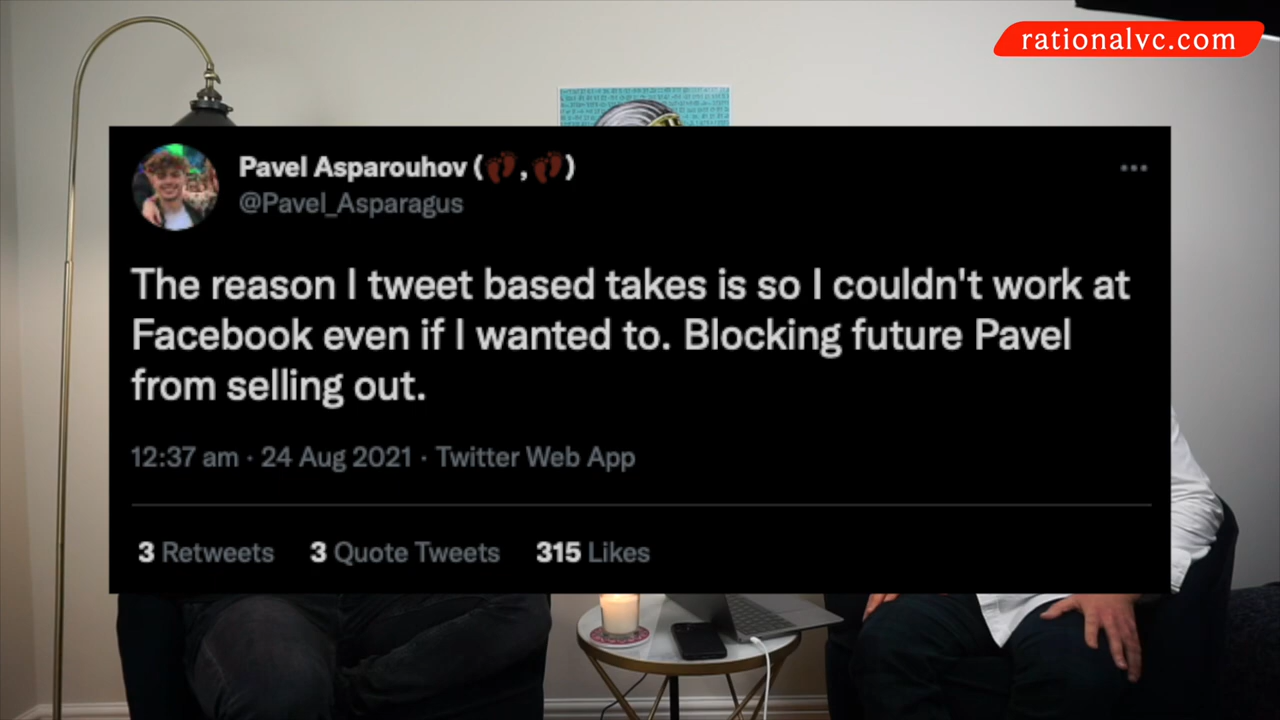 rationalvc.com
Pavel Asparouhov (👣,👣)
@Pavel_Asparagus
The reason I tweet based takes is so I couldn't work at
Facebook even if I wanted to. Blocking future Pavel
from selling out.
12:37 am · 24 Aug 2021 · Twitter Web App
3 Retweets 3 Quote Tweets 315 Likes